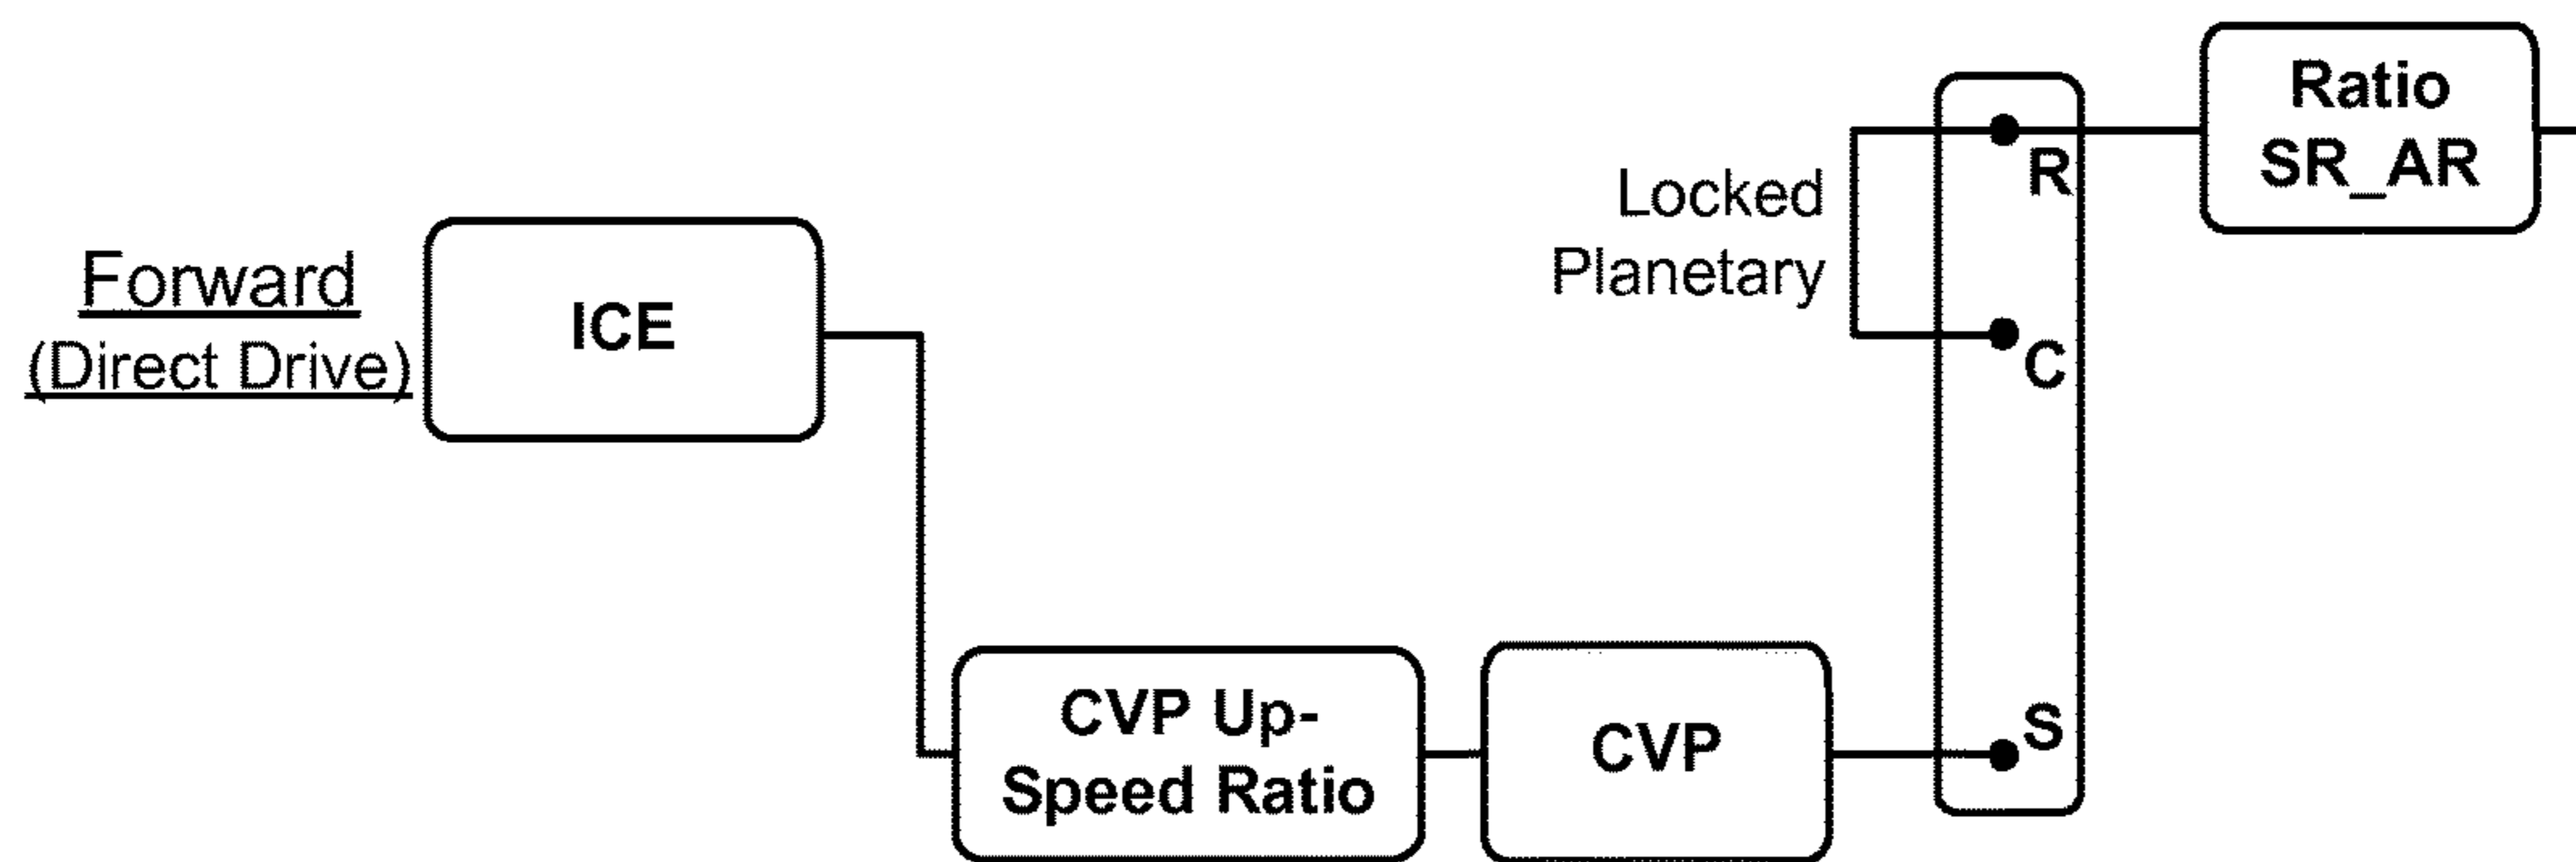 Forward
(Direct Drive)
ICE
CVP Up-
Speed Ratio
CVP
Locked
Planetary
R
C
S
Ratio
SR_AR